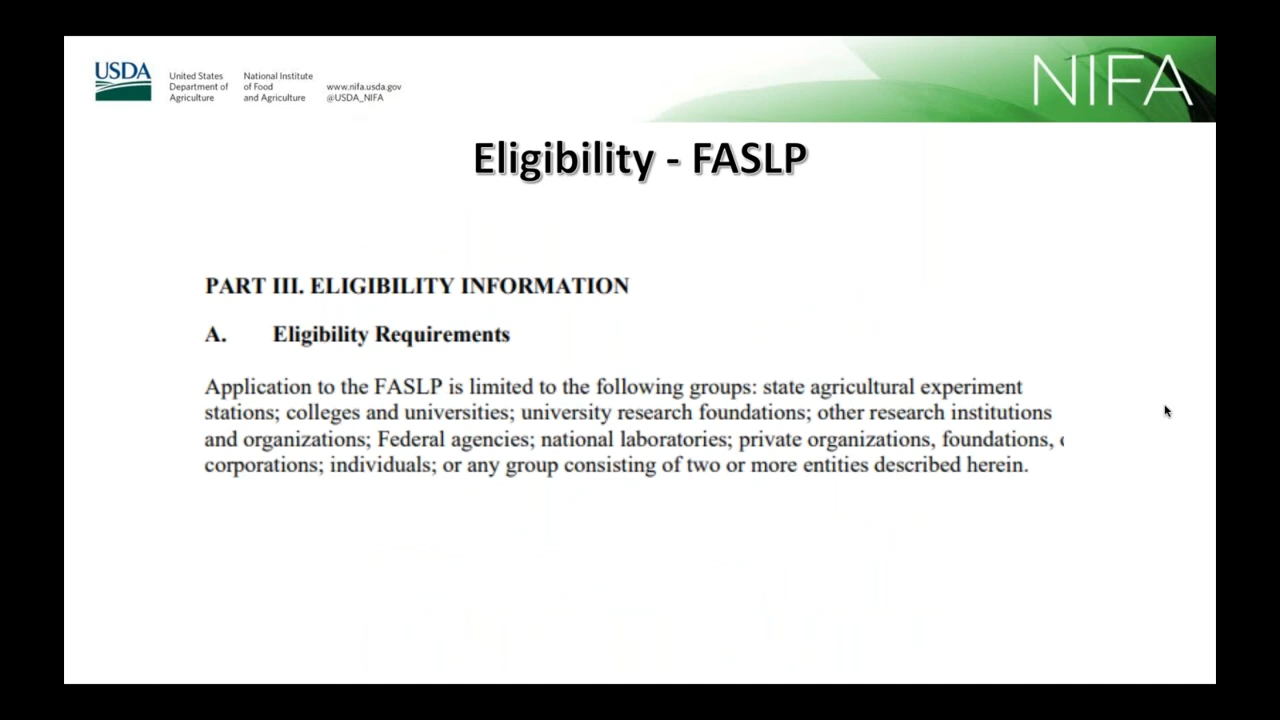 USDA
United States
Department of
Agriculture
National Institute
of Food
and Agriculture
www.nifa.usda.gov
@USDA_NIFA
NIFA
Eligibility - FASLP
PART III. ELIGIBILITY INFORMATION
A. Eligibility Requirements
Application to the FASLP is limited to the following groups: state agricultural experiment
stations; colleges and universities; university research foundations; other research institutions
and organizations; Federal agencies; national laboratories; private organizations, foundations,
corporations; individuals; or any group consisting of two or more entities described herein.